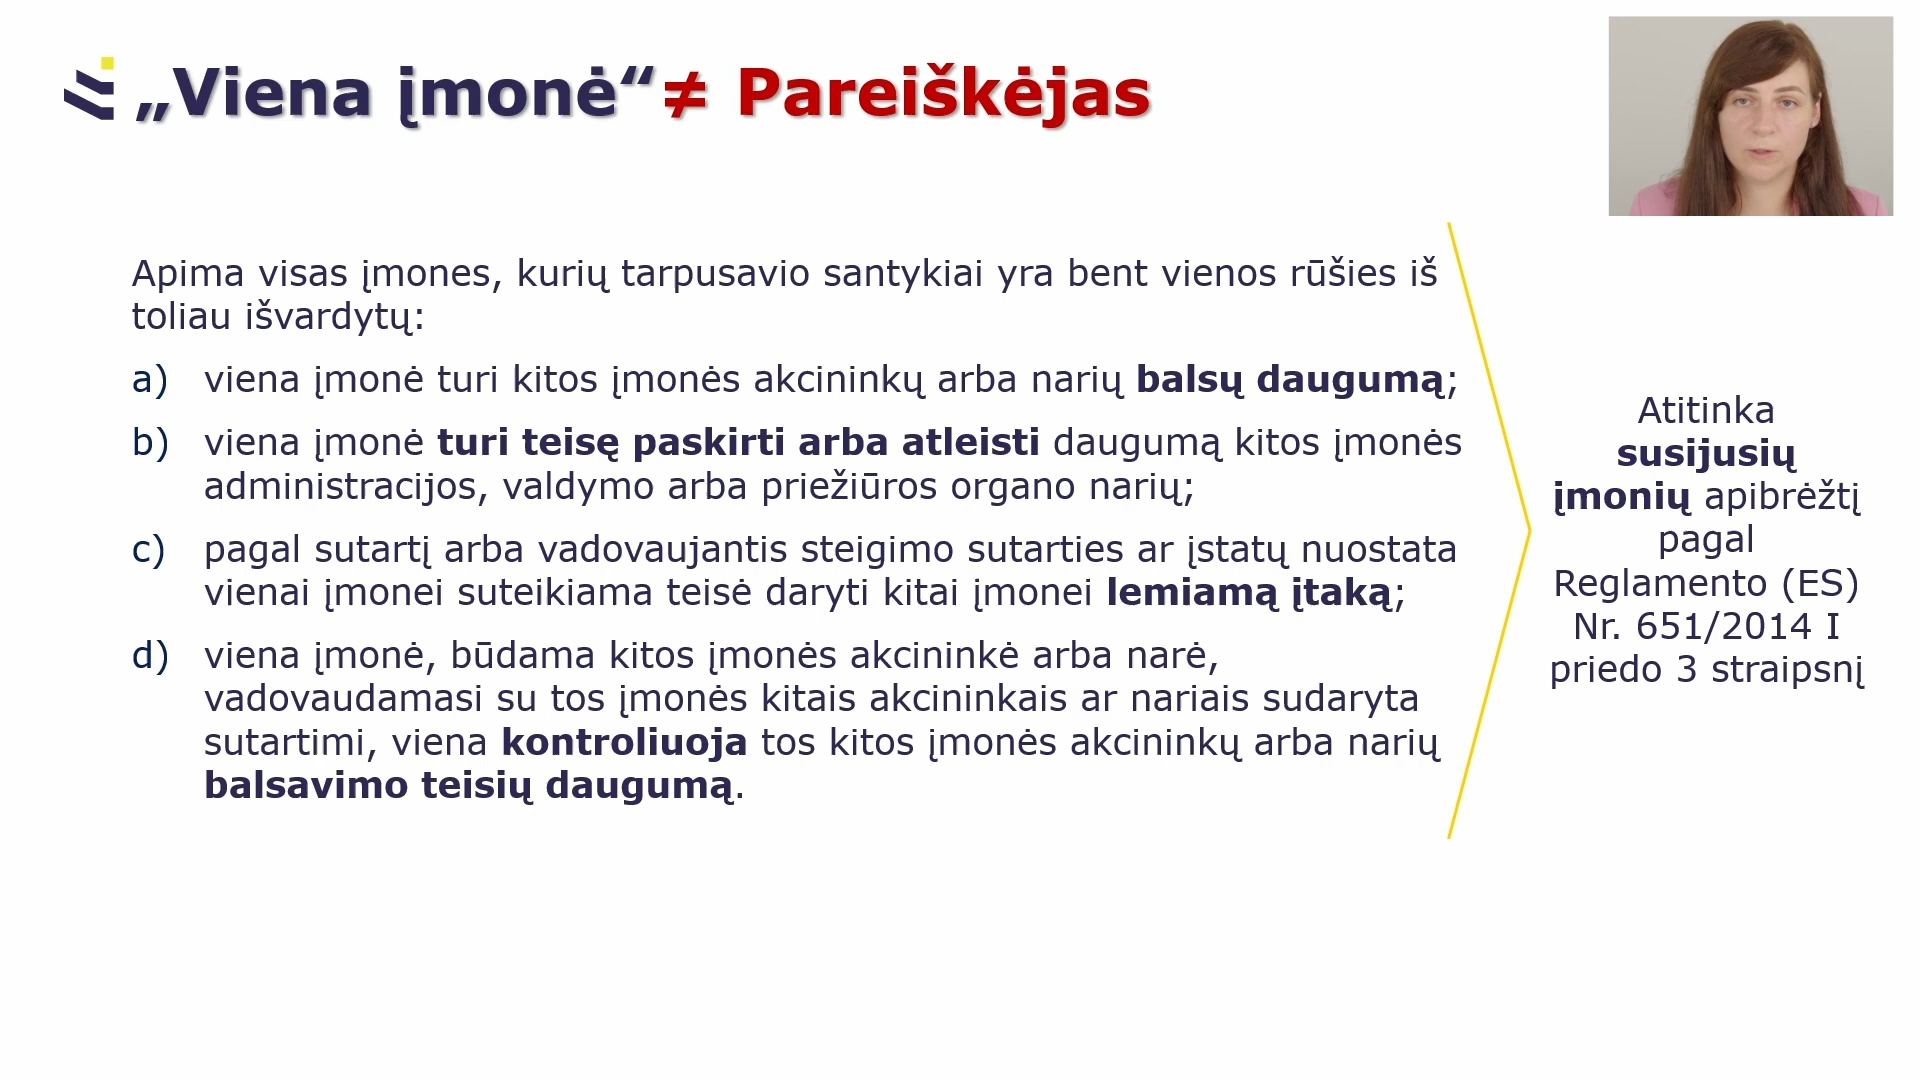 „Viena įmonė“≠ Pareiškėjas
Apima visas įmones, kurių tarpusavio santykiai yra bent vienos rūšies iš
toliau išvardytų:
a) viena įmonė turi kitos įmonės akcininkų arba narių balsų daugumą;
b) viena įmonė turi teisę paskirti arba atleisti daugumą kitos įmonės
administracijos, valdymo arba priežiūros organo narių;
c) pagal sutartį arba vadovaujantis steigimo sutarties ar įstatų nuostata
vienai įmonei suteikiama teisė daryti kitai įmonei lemiamą įtaką;
d) viena įmonė, būdama kitos įmonės akcininkė arba narė,
vadovaudamasi su tos įmonės kitais akcininkais ar nariais sudaryta
sutartimi, viena kontroliuoja tos kitos įmonės akcininkų arba narių
balsavimo teisių daugumą.
Atitinka
susijusių
įmonių apibrėžtį
pagal
Reglamento (ES)
Nr. 651/2014 I
priedo 3 straipsnį